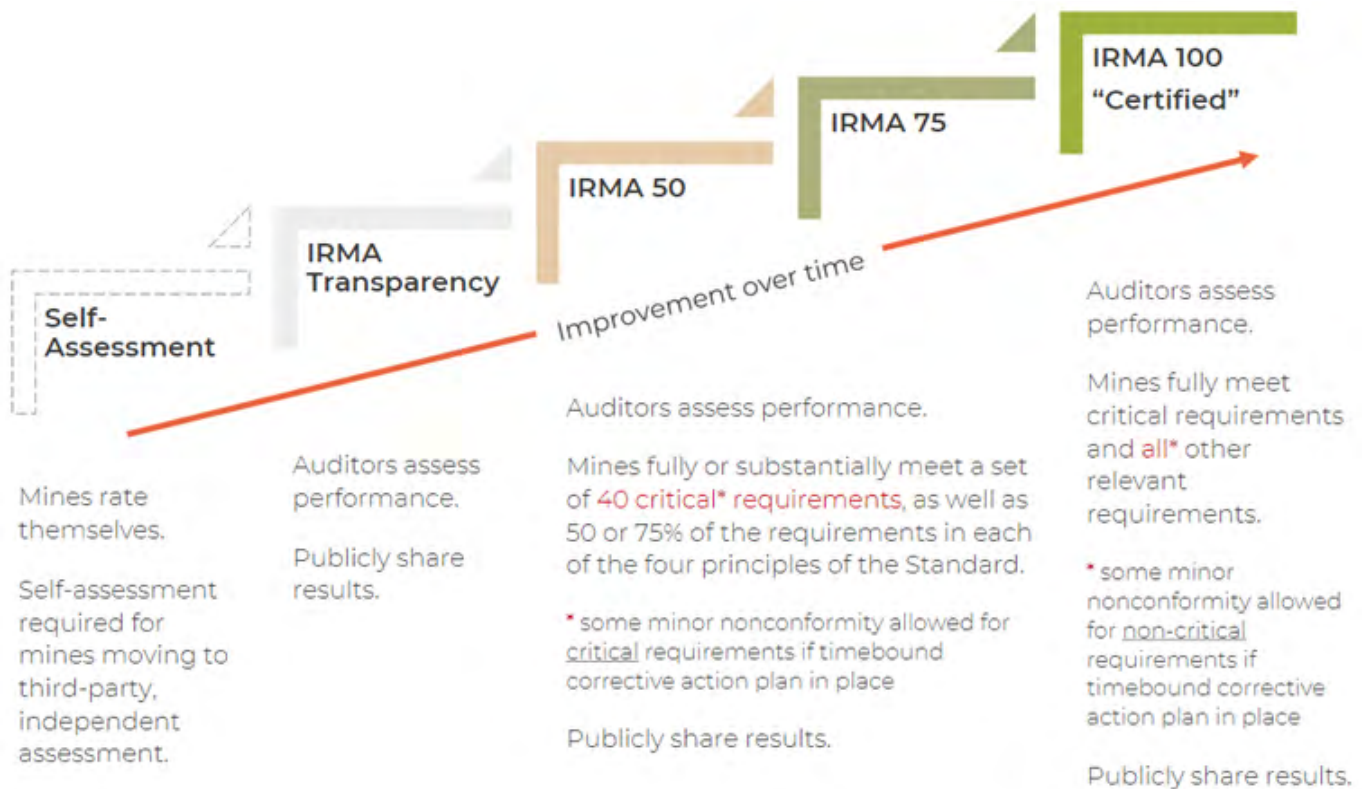 Self-
Assessment
Mines rate
themselves.
Self-assessment
required for
mines moving to
third-party,
independent
assessment.
IRMA
Transparency
Auditors assess
performance.
Publicly share
results.
IRMA 50
IRMA 75
Improvement over time
Auditors assess performance.
Mines fully or substantially meet a set
of 40 critical* requirements, as well as
50 or 75% of the requirements in each
of the four principles of the Standard.
* some minor nonconformity allowed for
critical requirements if timebound
corrective action plan in place
Publicly share results.
IRMA 100
“Certified”
Auditors assess
performance.
Mines fully meet
critical requirements
and all* other
relevant
requirements.
* some minor
nonconformity allowed
for non-critical
requirements if
timebound corrective
action plan in place
Publicly share results.